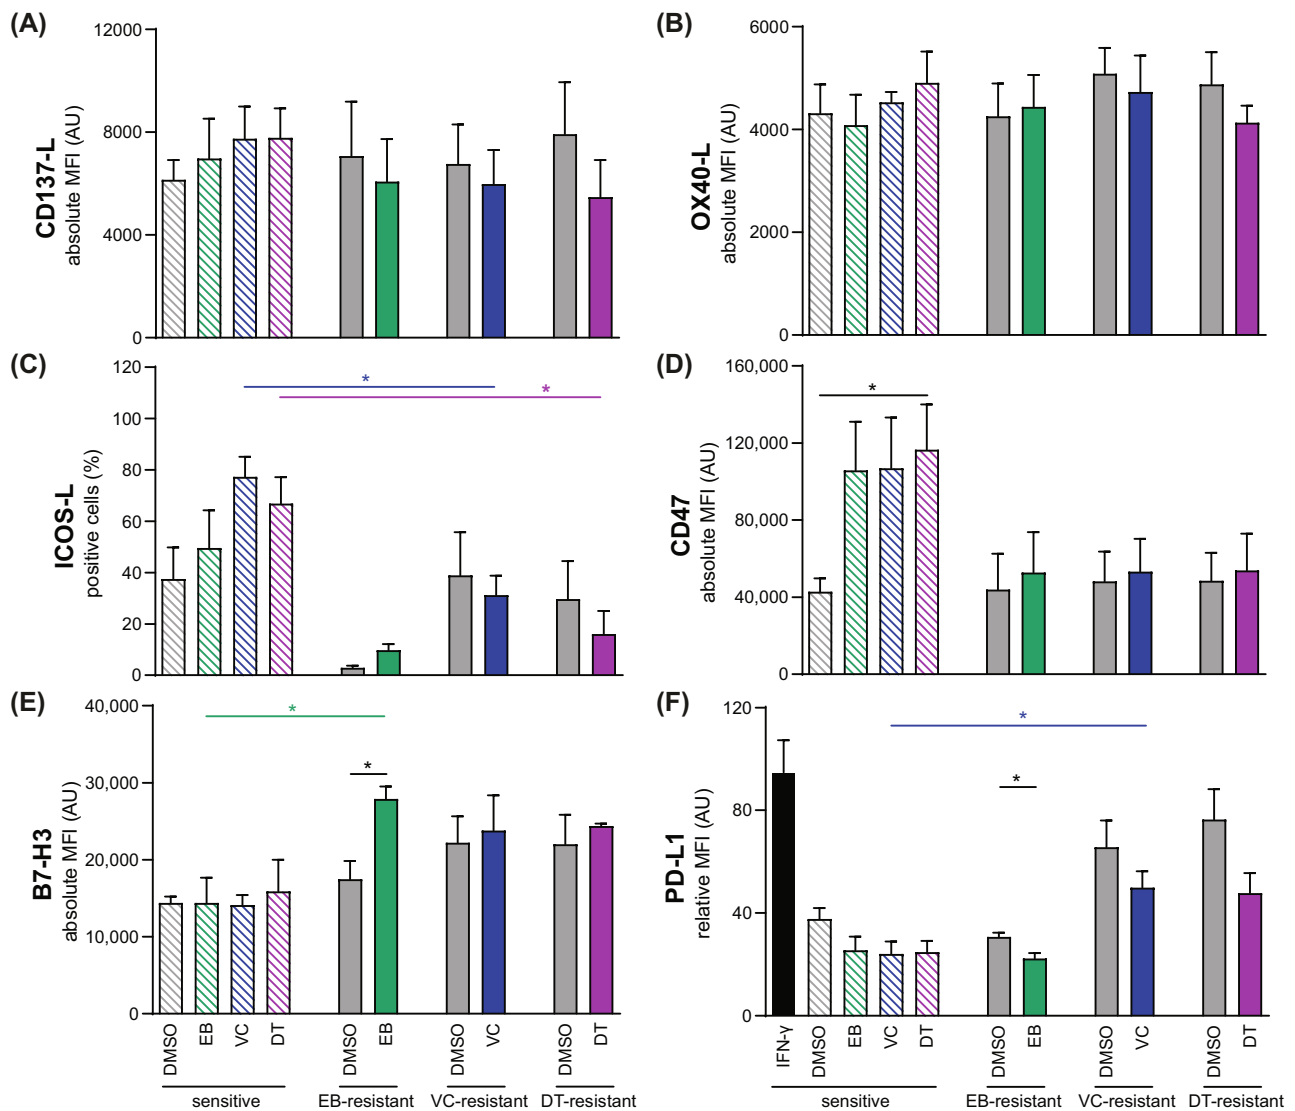 (A)
CD137-L
absolute MFI (AU)
12000
8000
4000
0
(B)
OX40-L
absolute MFI (AU)
6000
4000
2000
0
(C)
ICOS-L
positive cells (%)
120
100
80
60
40
20
0
*
*
(D)
CD47
absolute MFI (AU)
160,000
120,000
80,000
40,000
0
*
(E)
B7-H3
absolute MFI (AU)
40,000
30,000
20,000
10,000
0
*
*
DMSO
EB
VC
DT
DMSO
EB
DMSO
VC
DMSO
DT
sensitive
EB-resistant
VC-resistant
DT-resistant
(F)
PD-L1
relative MFI (AU)
120
80
40
0
*
*
IFN-γ
DMSO
EB
VC
DT
DMSO
EB
DMSO
VC
DMSO
DT
sensitive
EB-resistant
VC-resistant
DT-resistant